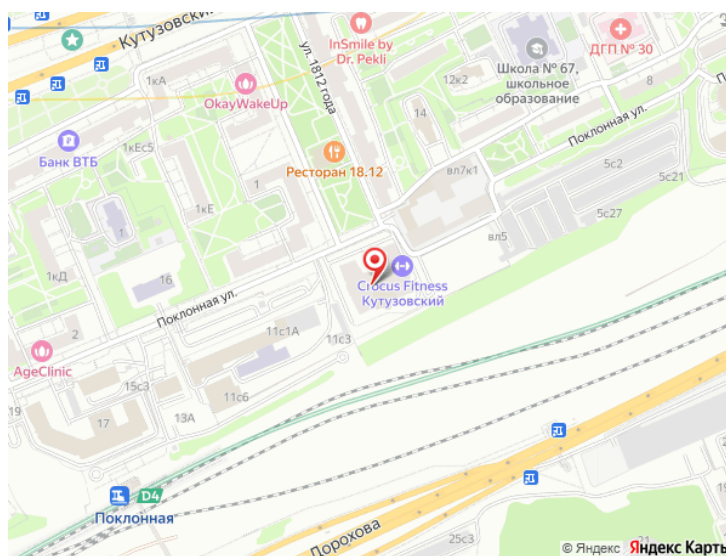 Кутузовский
InSmile by
Dr. Pekli
ДГП № 30
Школа № 67,
школьное
образование
1кА
OkayWakeUp
ул. 1812 года
12к2
8
14
Поклонная ул.
1кЕс5
Банк ВТБ
Ресторан 18.12
вл7к1
5с2
5с21
1
1кЕ
5с27
1
вл5
1кД
16
Crocus Fitness
Кутузовский
Поклонная ул.
2
11с1А
11с3
AgeClinic
15с3
11с6
19
13А
17
D4
Поклонная
Порохова
25с3
21
© Яндекс Яндекс Карты